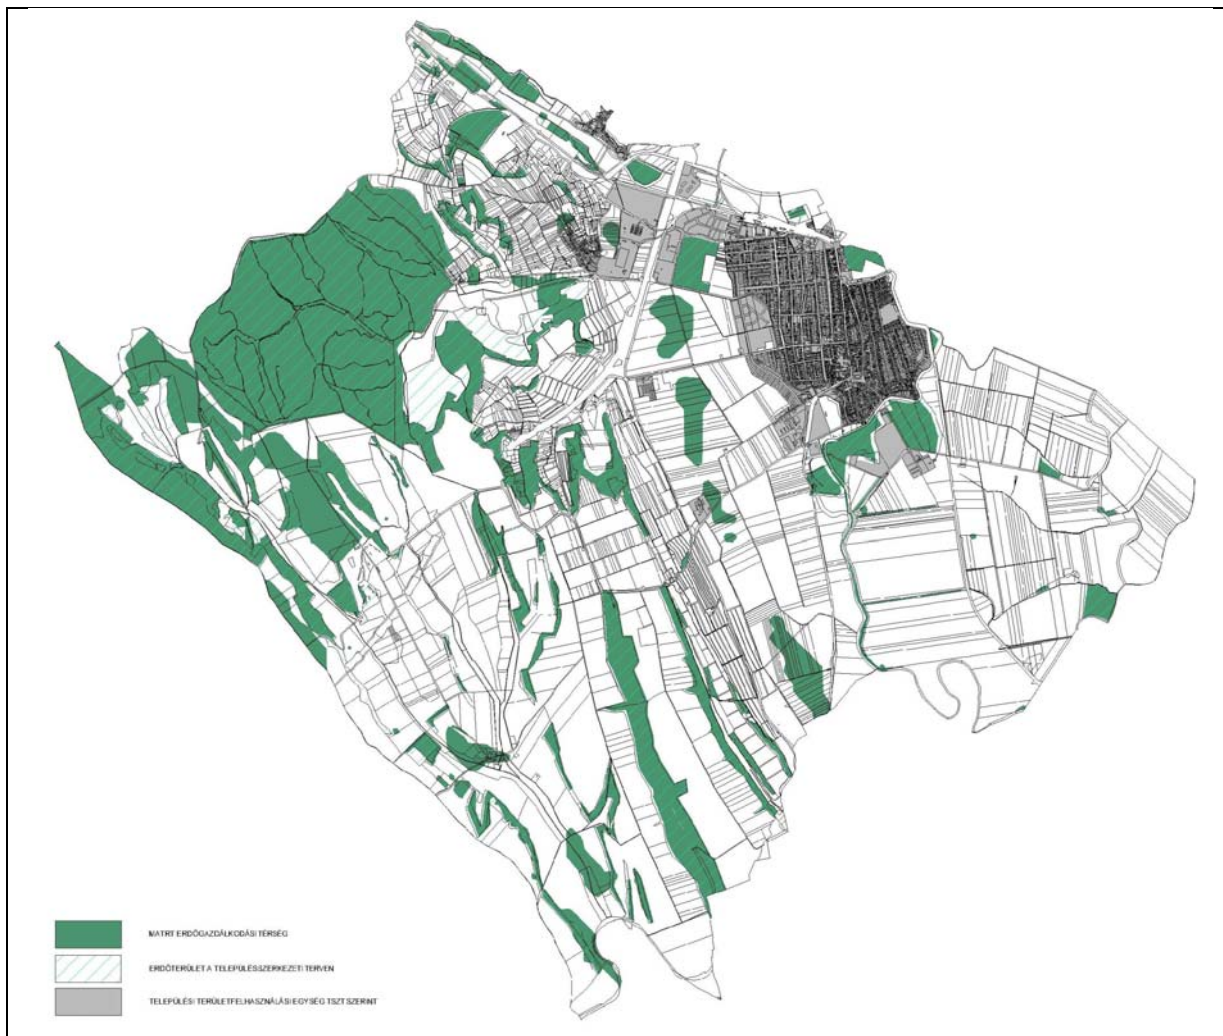 MATRT ERDŐGAZDÁLKODÁSI TÉRSÉG
ERDŐTERÜLET A TELEPÜLÉSSZERKEZETI TERVEN
TELEPÜLÉSI TERÜLETFELHASZNÁLÁSI EGYSÉG TSZT SZERINT